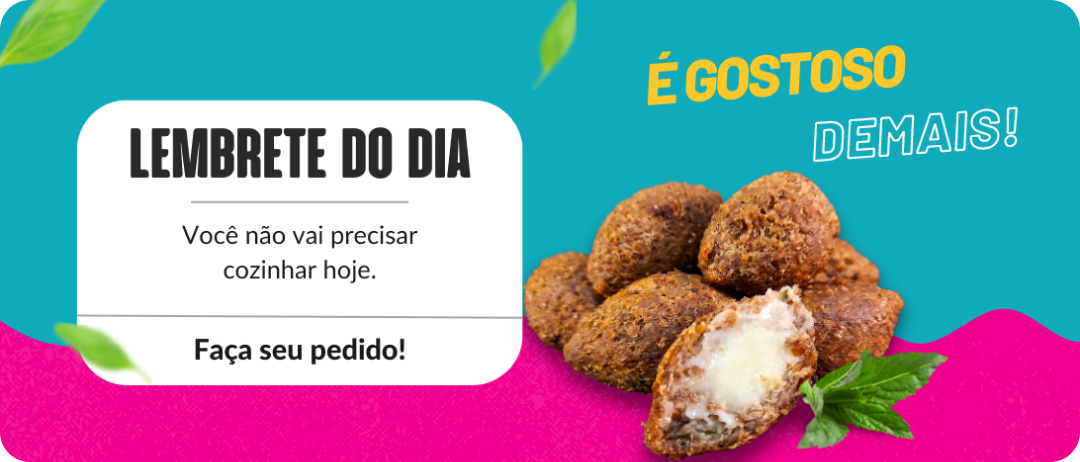 LEMBRETE DO DIA
Você não vai precisar
cozinhar hoje.
Faça seu pedido!
É GOSTOSO
DEMAIS!